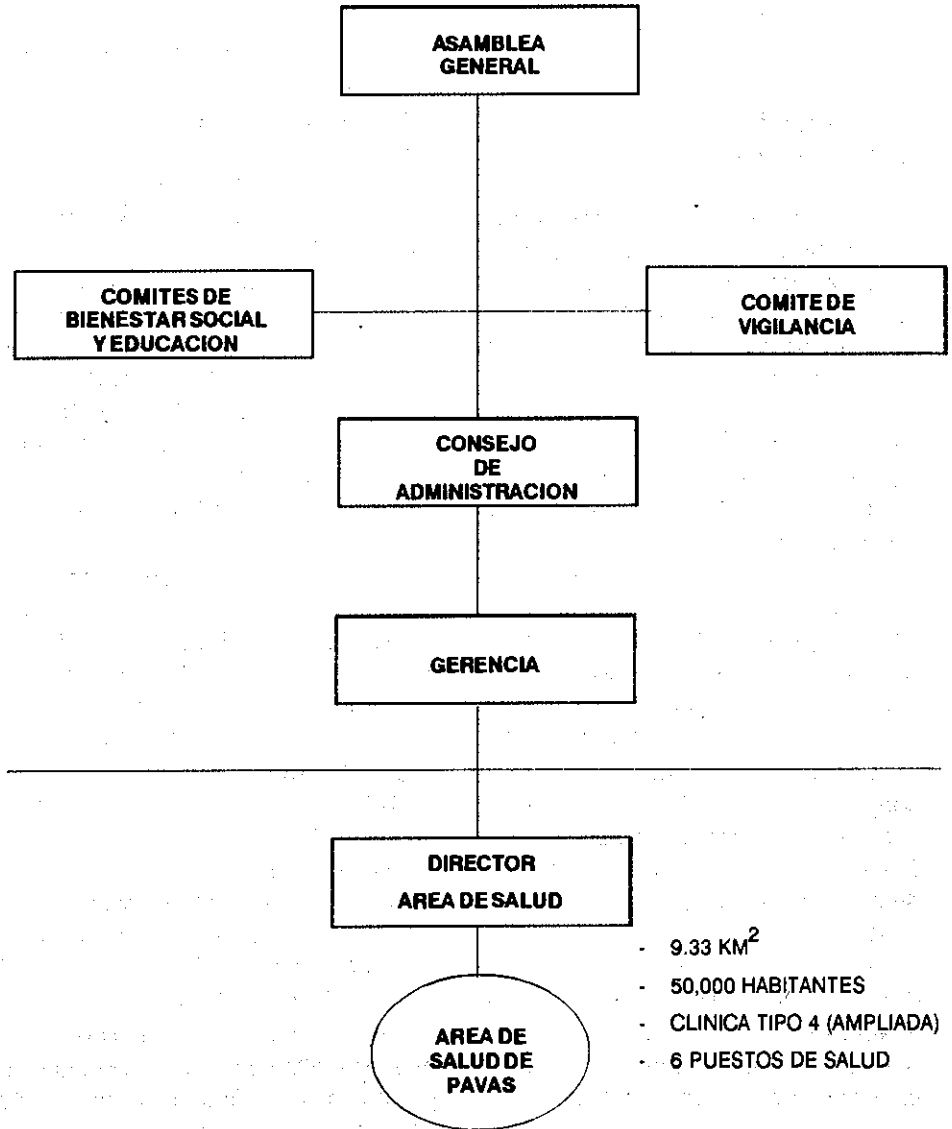 ASAMBLEA
GENERAL
COMITES DE
BIENESTAR SOCIAL
Y EDUCACION
COMITE DE
VIGILANCIA
CONSEJO
DE
ADMINISTRACION
GERENCIA
DIRECTOR
AREA DE SALUD
- 9.33 KM²
- 50,000 HABITANTES
- CLINICA TIPO 4 (AMPLIADA)
- 6 PUESTOS DE SALUD
AREA DE
SALUD DE
PAVAS